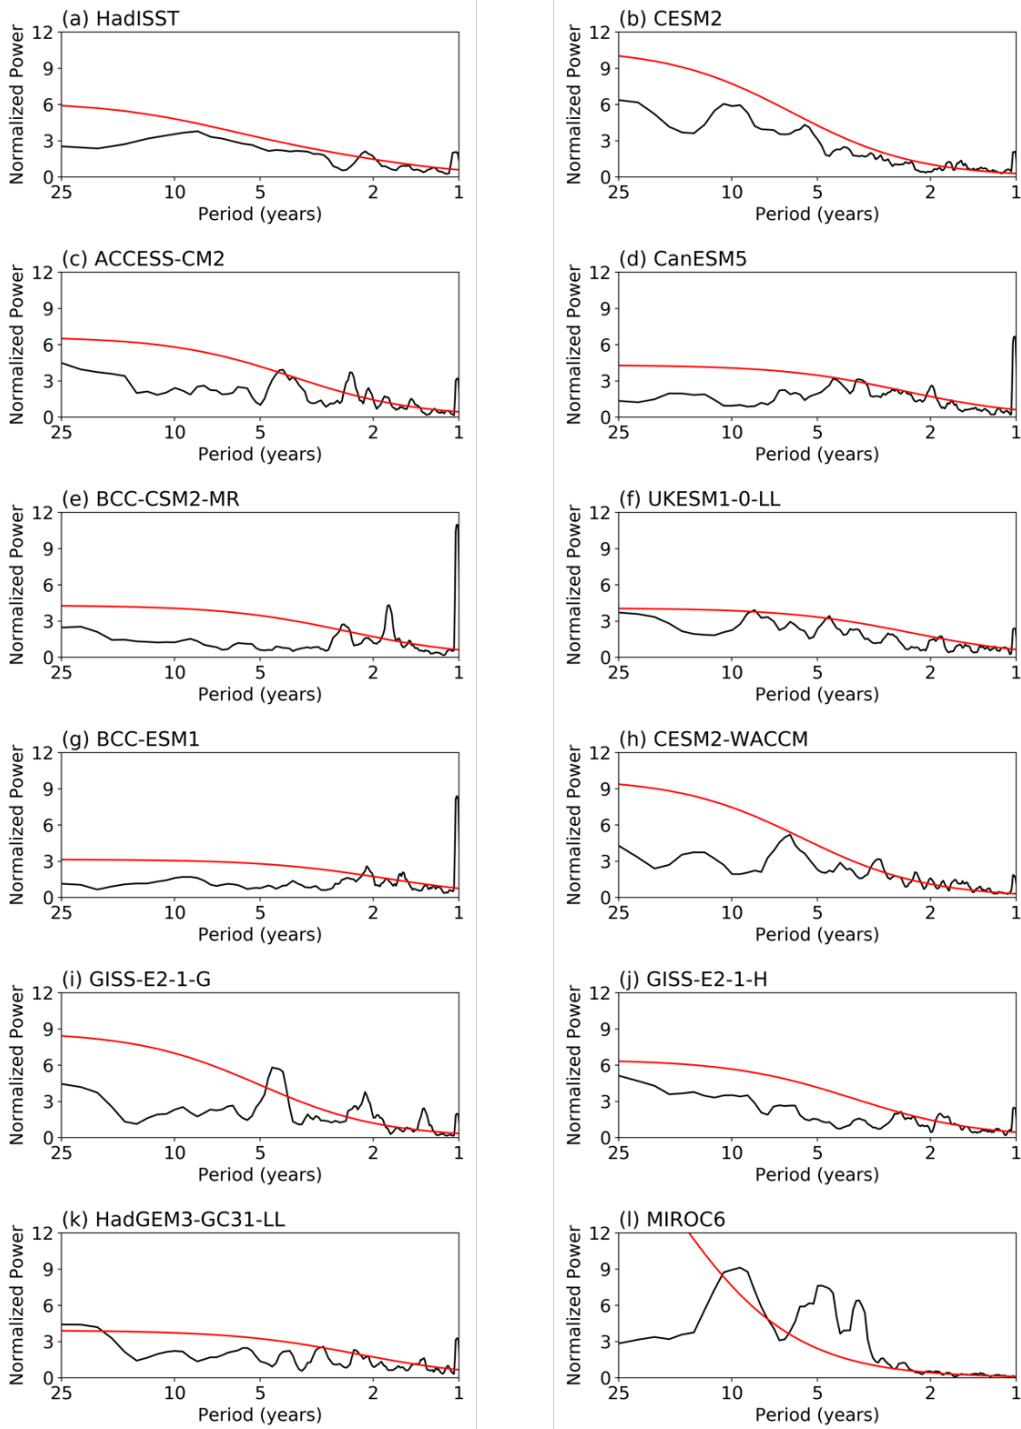 (a) HadISST
Normalized Power
12
9
6
3
0
25 10 5 2 1
Period (years)
(b) CESM2
Normalized Power
12
9
6
3
0
25 10 5 2 1
Period (years)
(c) ACCESS-CM2
Normalized Power
12
9
6
3
0
25 10 5 2 1
Period (years)
(d) CanESM5
Normalized Power
12
9
6
3
0
25 10 5 2 1
Period (years)
(e) BCC-CSM2-MR
Normalized Power
12
9
6
3
0
25 10 5 2 1
Period (years)
(f) UKESM1-0-LL
Normalized Power
12
9
6
3
0
25 10 5 2 1
Period (years)
(g) BCC-ESM1
Normalized Power
12
9
6
3
0
25 10 5 2 1
Period (years)
(h) CESM2-WACCM
Normalized Power
12
9
6
3
0
25 10 5 2 1
Period (years)
(i) GISS-E2-1-G
Normalized Power
12
9
6
3
0
25 10 5 2 1
Period (years)
(j) GISS-E2-1-H
Normalized Power
12
9
6
3
0
25 10 5 2 1
Period (years)
(k) HadGEM3-GC31-LL
Normalized Power
12
9
6
3
0
25 10 5 2 1
Period (years)
(l) MIROC6
Normalized Power
12
9
6
3
0
25 10 5 2 1
Period (years)